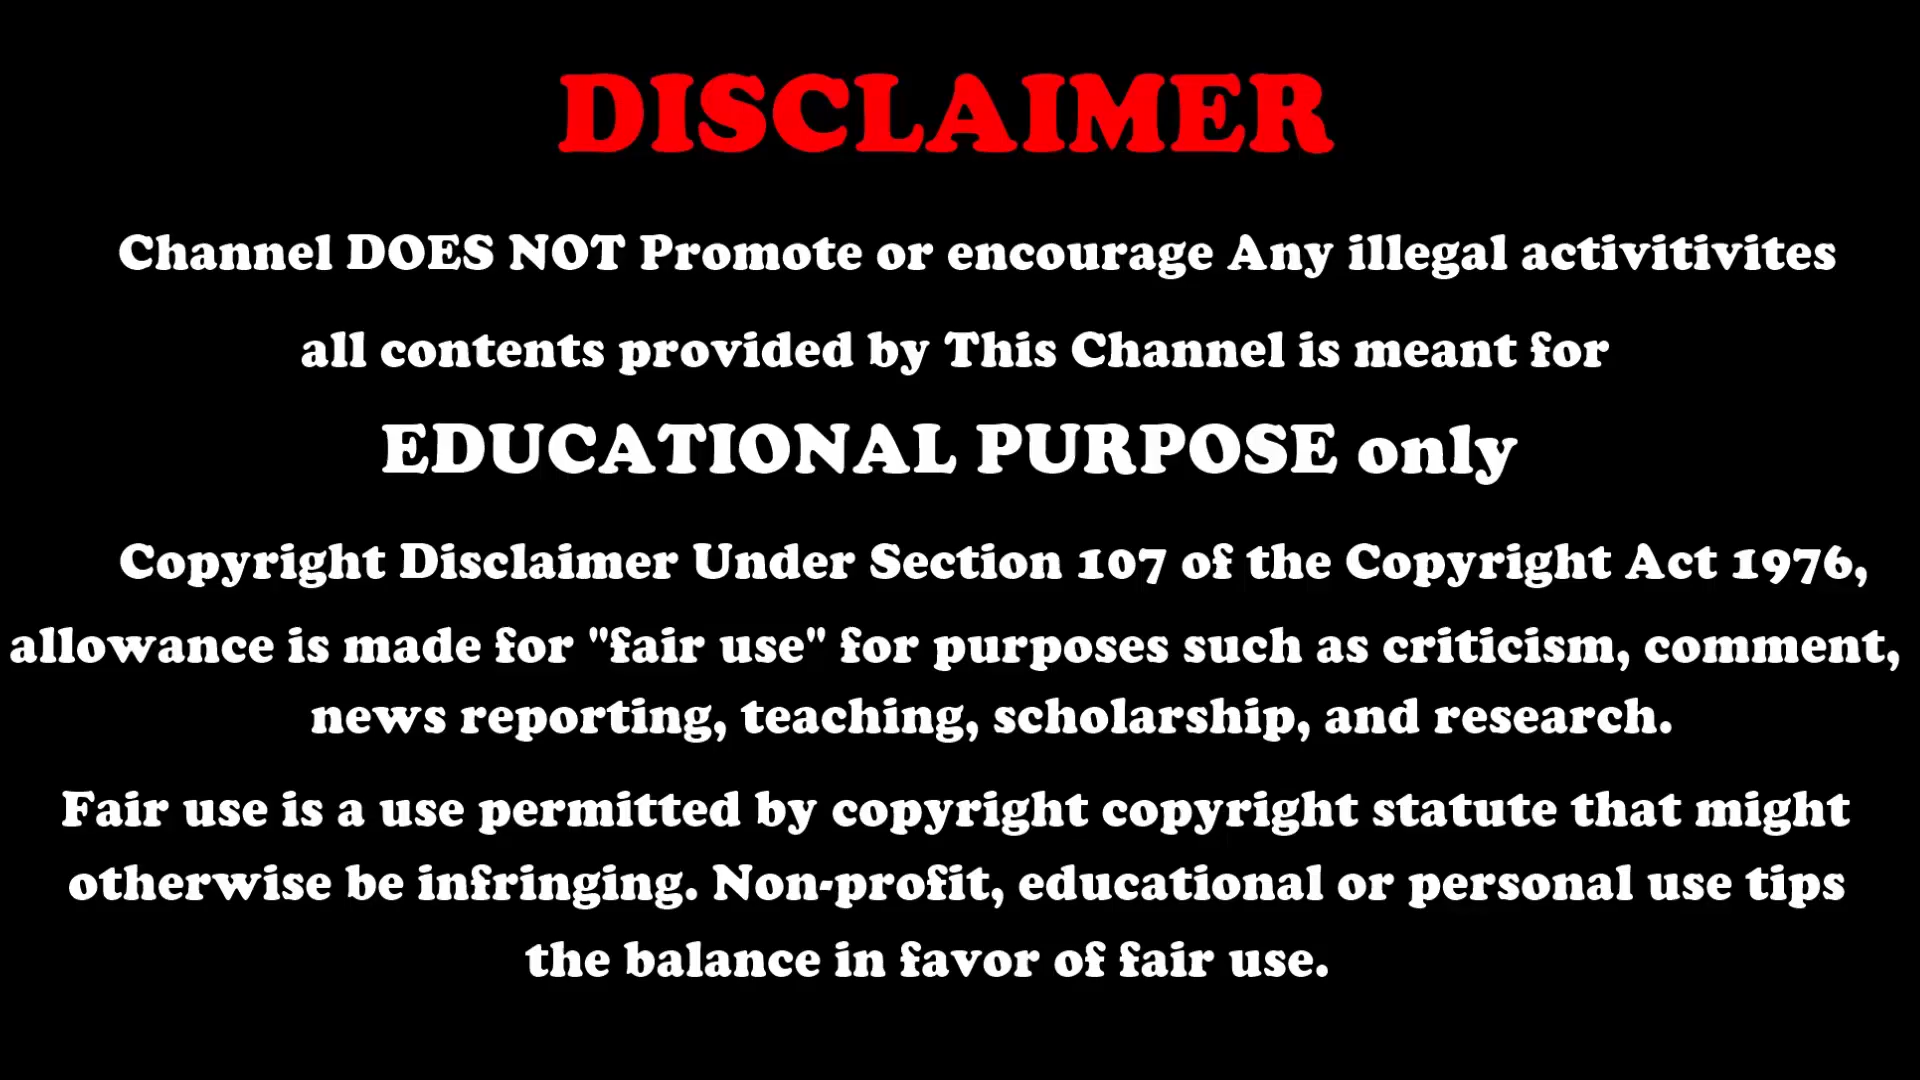 DISCLAIMER
Channel DOES NOT Promote or encourage Any illegal activitivites
all contents provided by This Channel is meant for
EDUCATIONAL PURPOSE only
Copyright Disclaimer Under Section 107 of the Copyright Act 1976,
allowance is made for "fair use" for purposes such as criticism, comment,
news reporting, teaching, scholarship, and research.
Fair use is a use permitted by copyright copyright statute that might
otherwise be infringing. Non-profit, educational or personal use tips
the balance in favor of fair use.